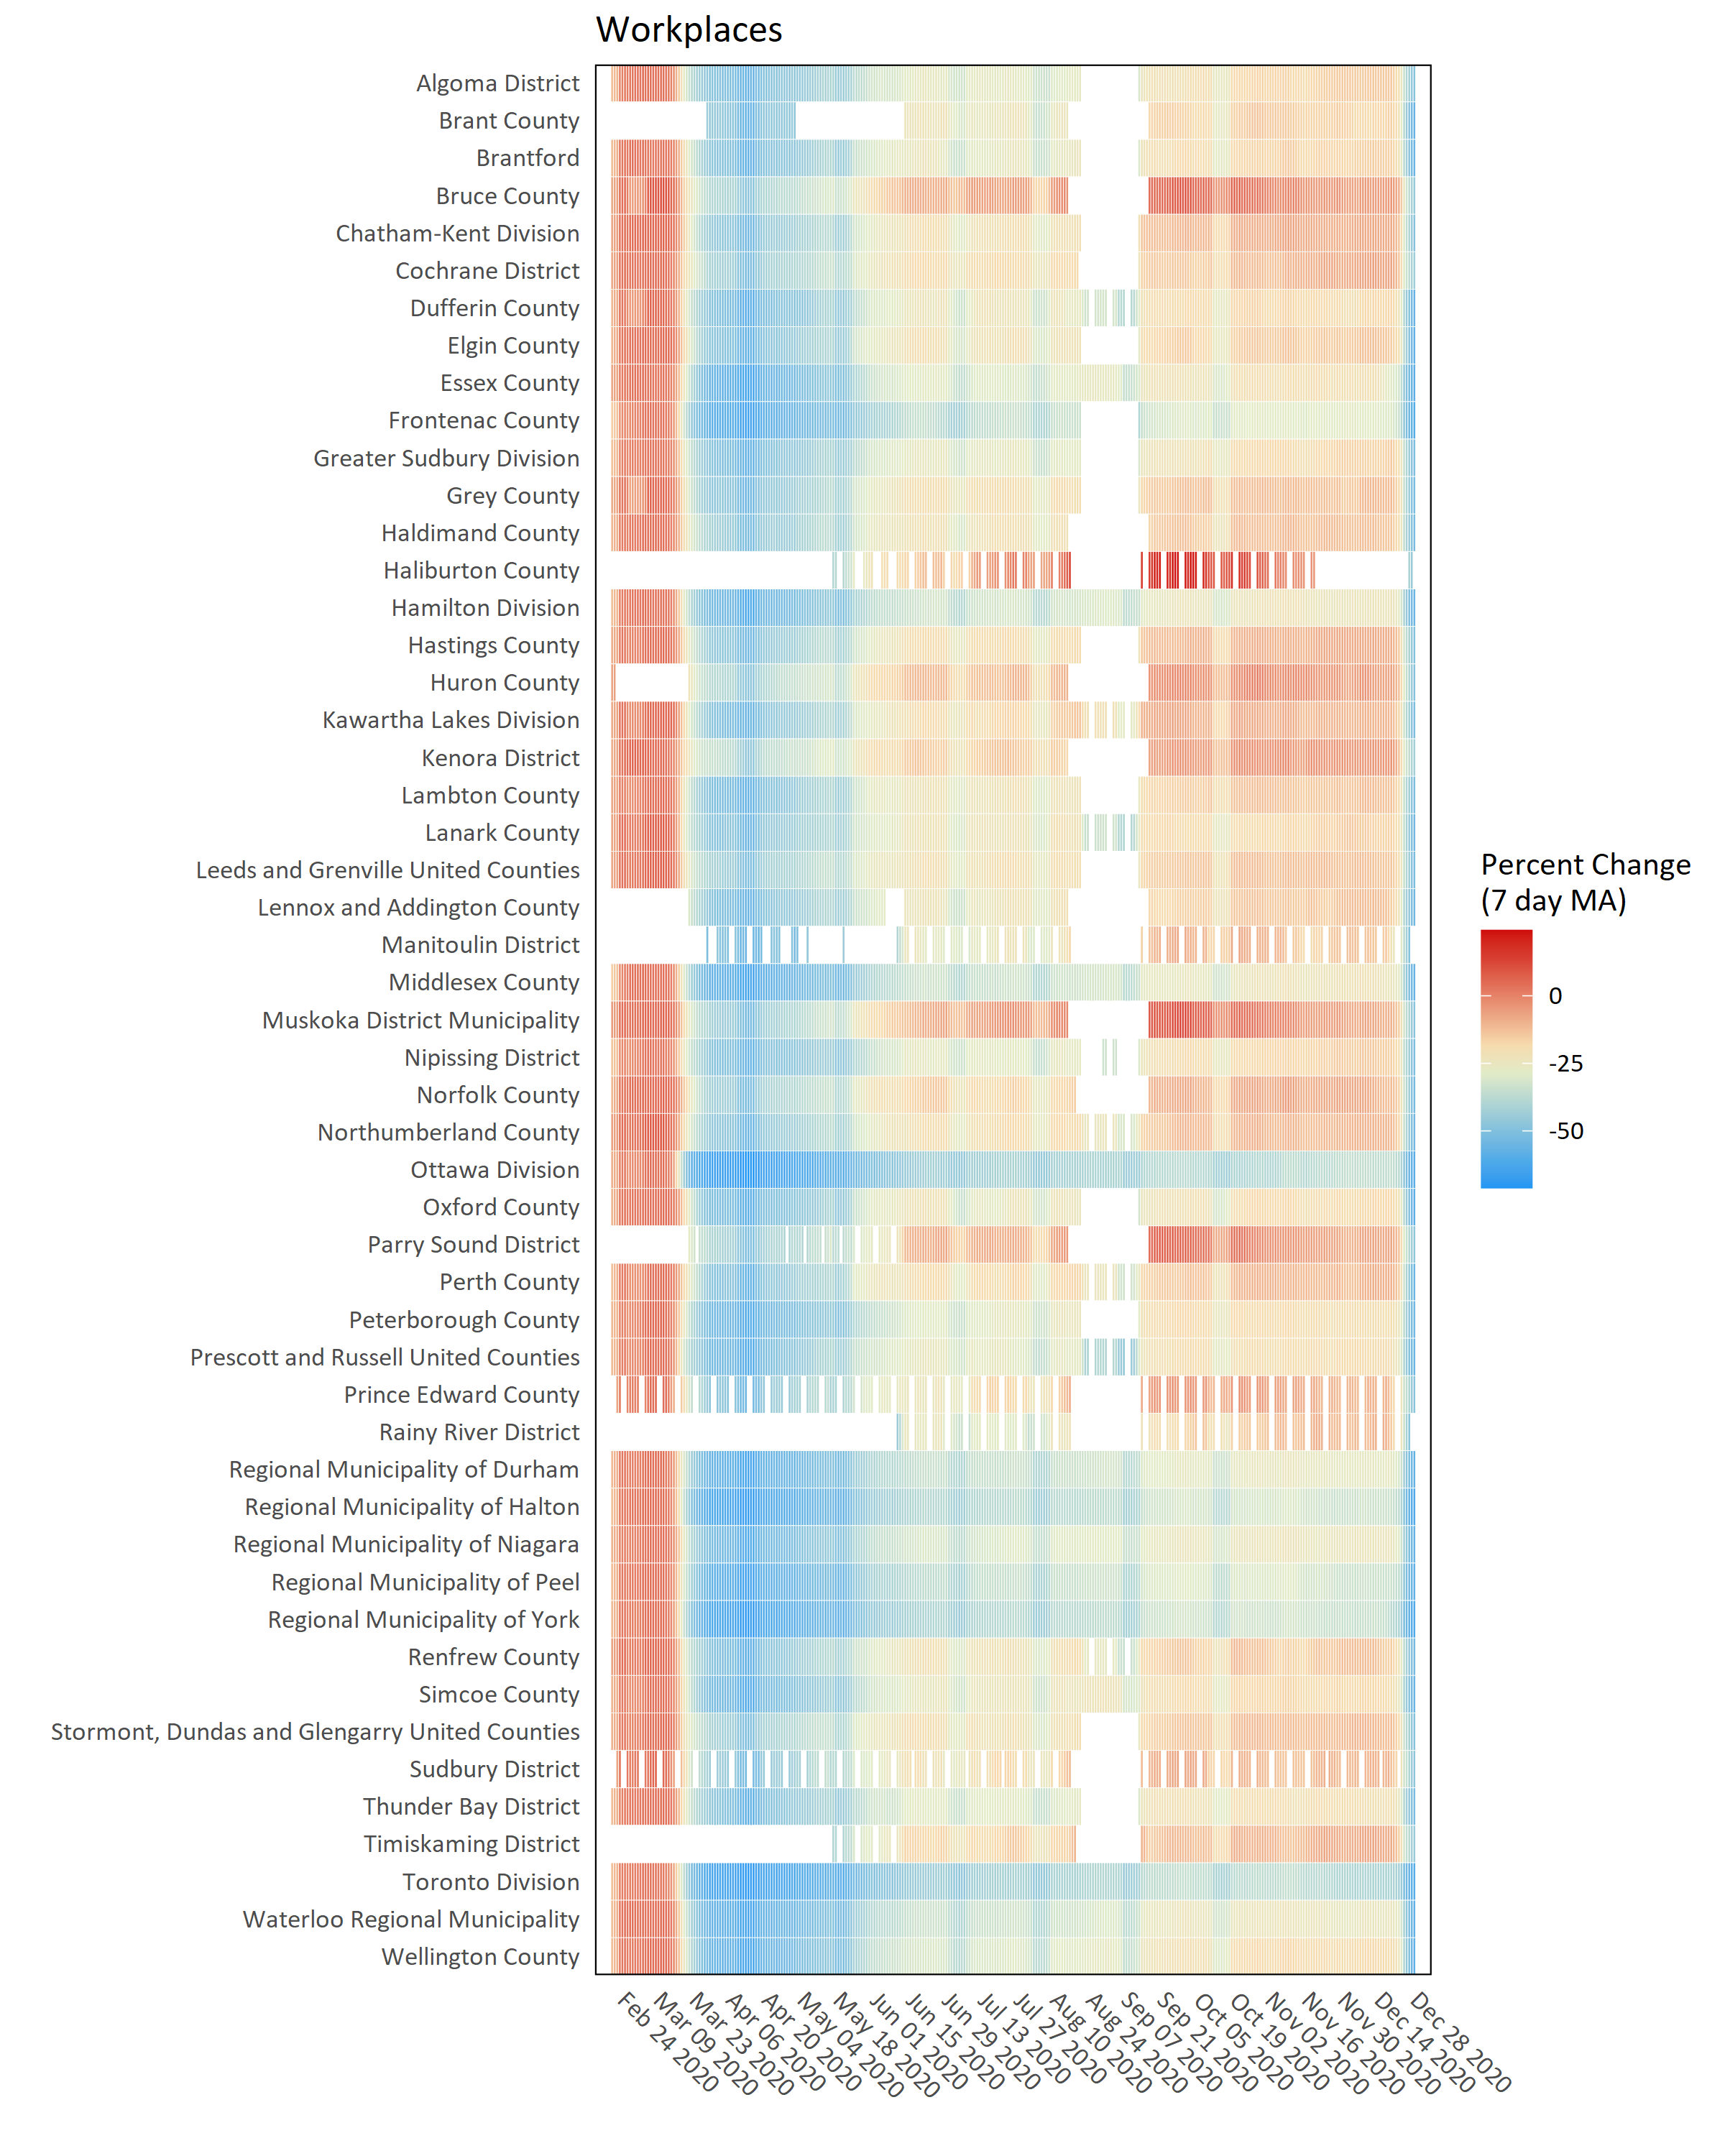 Workplaces
Algoma District
Brant County
Brantford
Bruce County
Chatham-Kent Division
Cochrane District
Dufferin County
Elgin County
Essex County
Frontenac County
Greater Sudbury Division
Grey County
Haldimand County
Haliburton County
Hamilton Division
Hastings County
Huron County
Kawartha Lakes Division
Kenora District
Lambton County
Lanark County
Leeds and Grenville United Counties
Lennox and Addington County
Manitoulin District
Middlesex County
Muskoka District Municipality
Nipissing District
Norfolk County
Northumberland County
Ottawa Division
Oxford County
Parry Sound District
Perth County
Peterborough County
Prescott and Russell United Counties
Prince Edward County
Rainy River District
Regional Municipality of Durham
Regional Municipality of Halton
Regional Municipality of Niagara
Regional Municipality of Peel
Regional Municipality of York
Renfrew County
Simcoe County
Stormont, Dundas and Glengarry United Counties
Sudbury District
Thunder Bay District
Timiskaming District
Toronto Division
Waterloo Regional Municipality
Wellington County
Percent Change
(7 day MA)
0
-25
-50
Feb 24 2020
Mar 09 2020
Mar 23 2020
Apr 06 2020
Apr 20 2020
May 04 2020
May 18 2020
Jun 01 2020
Jun 15 2020
Jun 29 2020
Jul 13 2020
Jul 27 2020
Aug 10 2020
Aug 24 2020
Sep 07 2020
Sep 21 2020
Oct 05 2020
Oct 19 2020
Nov 02 2020
Nov 16 2020
Nov 30 2020
Dec 14 2020
Dec 28 2020